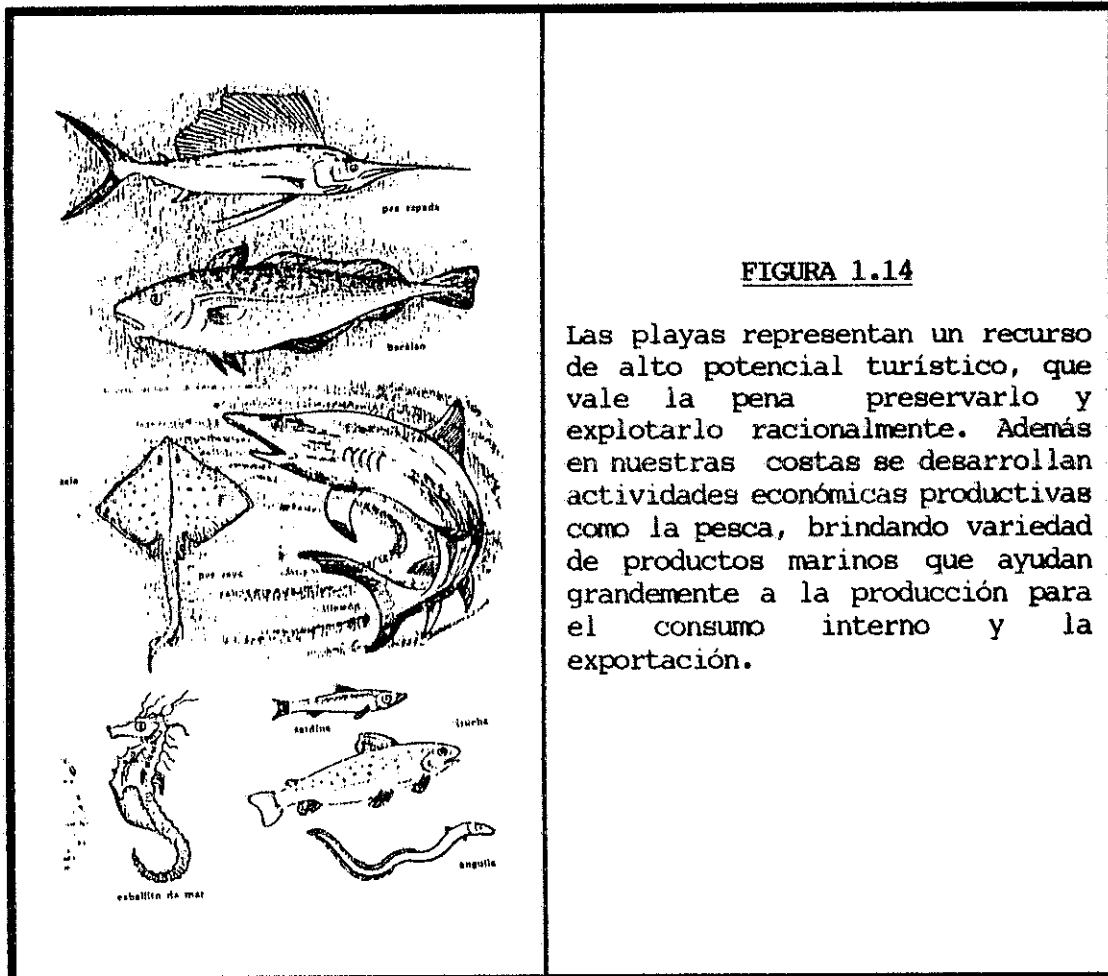 pez espada
bacalao
pez raya
sardina
trucha
anguila
caballito de mar
FIGURA 1.14
Las playas representan un recurso
de alto potencial turístico, que
vale la pena preservarlo y
explotarlo racionalmente. Además
en nuestras costas se desarrollan
actividades económicas productivas
como la pesca, brindando variedad
de productos marinos que ayudan
grandemente a la producción para
el consumo interno y la
exportación.